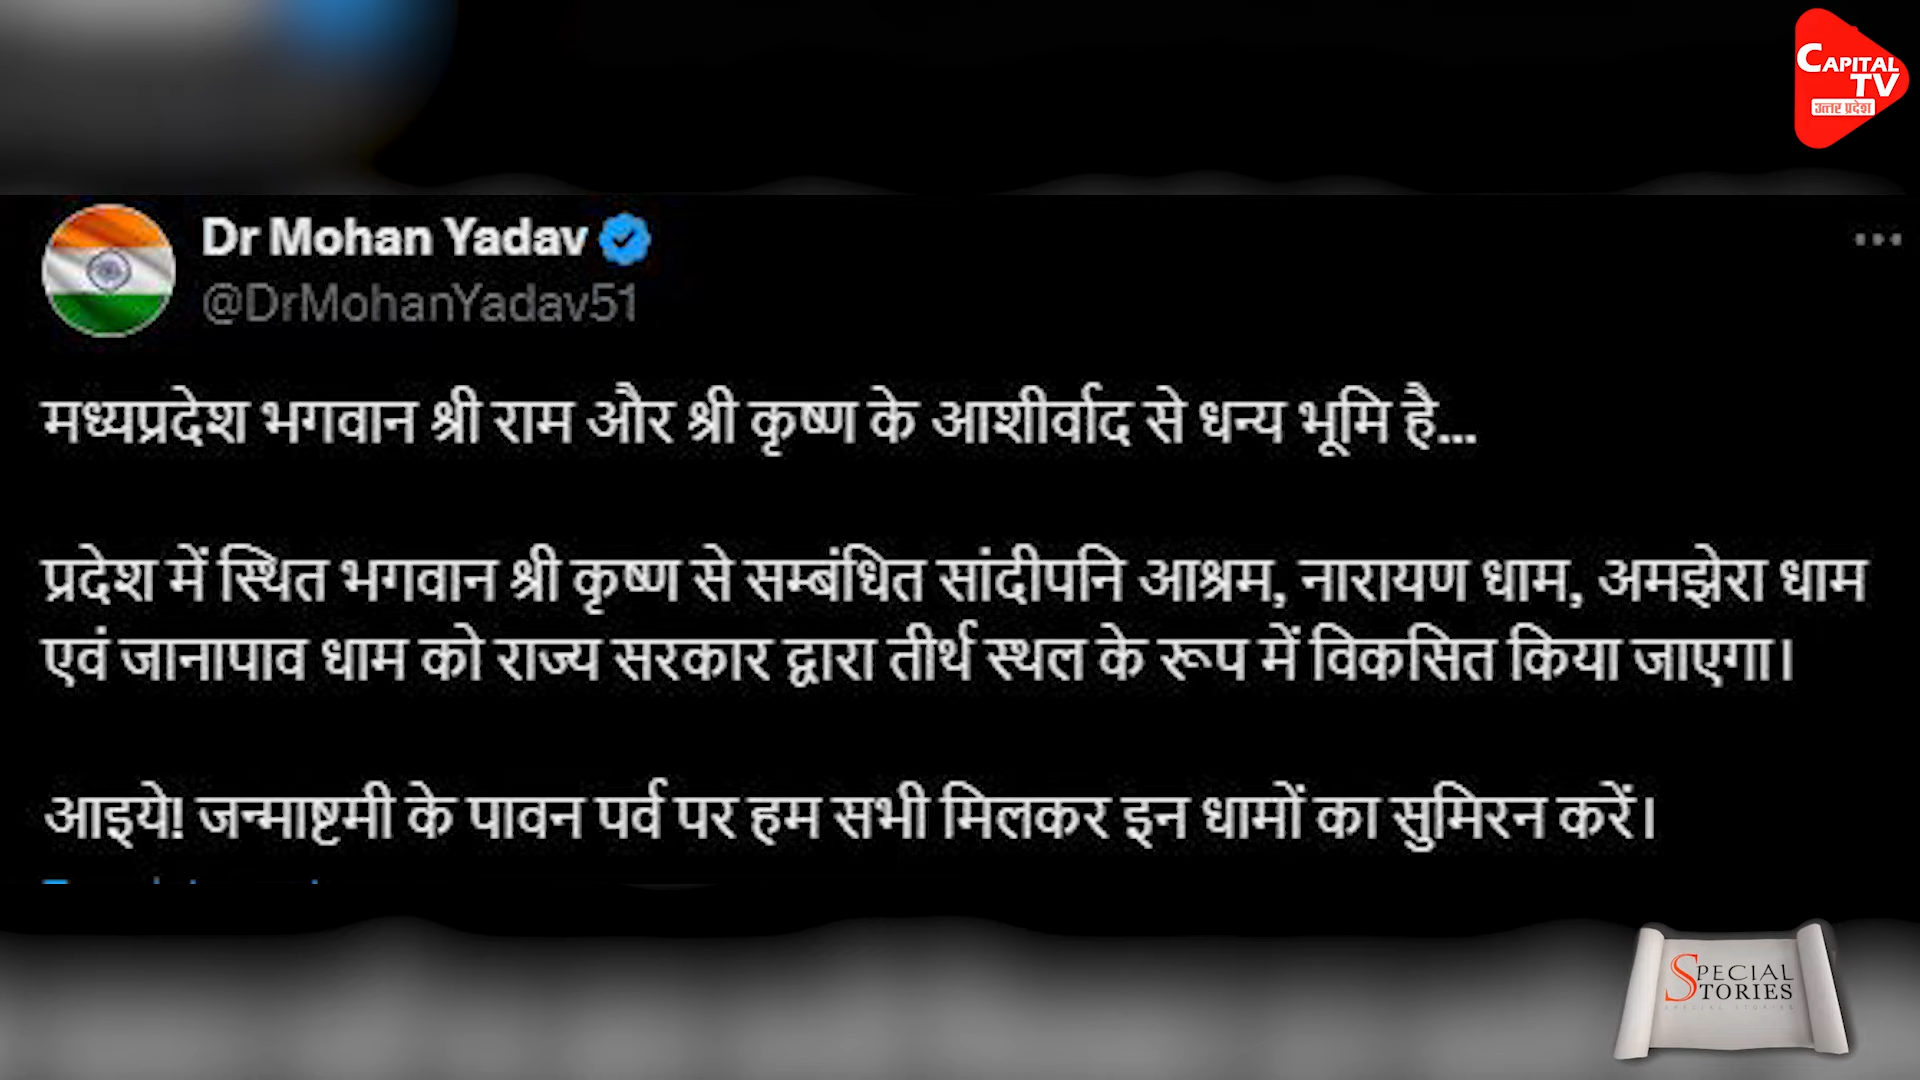 CAPITAL
TV
उत्तर प्रदेश
Dr Mohan Yadav
@DrMohanYadav51
मध्यप्रदेश भगवान श्री राम और श्री कृष्ण के आशीर्वाद से धन्य भूमि है...
प्रदेश में स्थित भगवान श्री कृष्ण से सम्बंधित सांदीपनि आश्रम, नारायण धाम, अमझेरा धाम
एवं जानापाव धाम को राज्य सरकार द्वारा तीर्थ स्थल के रूप में विकसित किया जाएगा।
आइये! जन्माष्टमी के पावन पर्व पर हम सभी मिलकर इन धामों का सुमिरन करें।
SPECIAL
STORIES